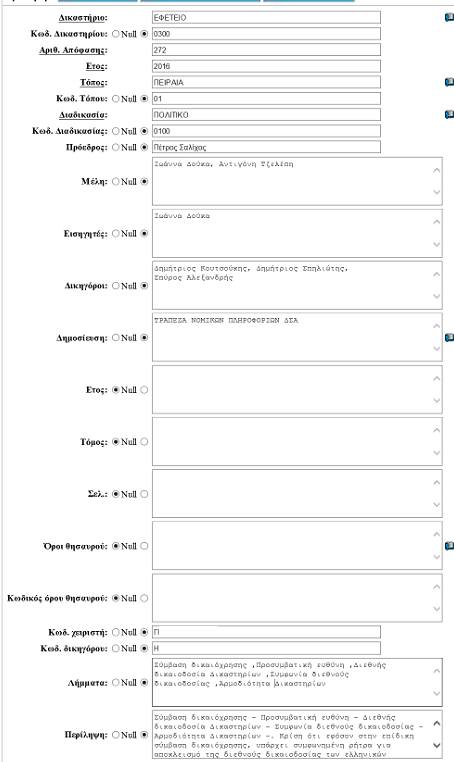 Δικαστήριο: ΕΦΕΤΕΙΟ
Κωδ. Δικαστηρίου: Null 0300
Αριθ. Απόφασης: 272
Ετος: 2016
Τόπος: ΠΕΙΡΑΙΑ
Κωδ. Τόπου: Null 01
Διαδικασία: ΠΟΛΙΤΙΚΟ
Κωδ. Διαδικασίας: Null 0100
Πρόεδρος: Null Πέτρος Σαλίχος
Μέλη: Null Ιωάννα Δούκα, Αντιγόνη Τζελέπη
Εισηγητές: Null Ιωάννα Δούκα
Δικηγόροι: Null Δημήτριος Κουτσούκης, Δημήτριος Σπηλιώτης,
Σπύρος Αλεξανδρής
Δημοσίευση: Null ΤΡΑΠΕΖΑ ΝΟΜΙΚΩΝ ΠΛΗΡΟΦΟΡΙΩΝ ΔΣΑ
Ετος: Null
Τόμος: Null
Σελ.: Null
Όροι θησαυρού: Null
Κωδικός όρου θησαυρού: Null
Κωδ. χειριστή: Null Π
Κωδ. δικηγόρου: Null Η
Λήμματα: Null Σύμβαση δικαιόχρησης ,Προσυμβατική ευθύνη ,Διεθνής
δικαιοδοσία Δικαστηρίων ,Συμφωνία διεθνούς
δικαιοδοσίας ,Αρμοδιότητα Δικαστηρίων
Περίληψη: Null Σύμβαση δικαιόχρησης - Προσυμβατική ευθύνη - Διεθνής
δικαιοδοσία Δικαστηρίων - Συμφωνία διεθνούς δικαιοδοσίας -
Αρμοδιότητα Δικαστηρίων -. Κρίση ότι εφόσον στην επίδικη
σύμβαση δικαιόχρησης, υπάρχει συμφωνημένη ρήτρα για
αποκλεισμό της διεθνούς δικαιοδοσίας των ελληνικών